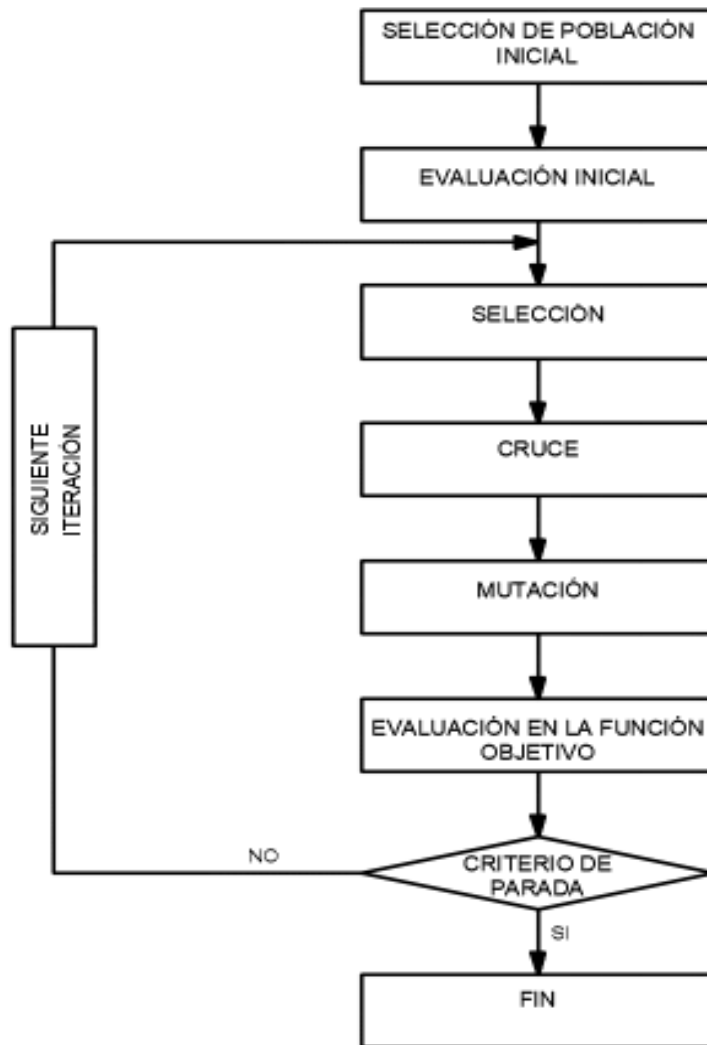 SELECCIÓN DE POBLACIÓN
INICIAL
EVALUACIÓN INICIAL
SELECCIÓN
CRUCE
MUTACIÓN
EVALUACIÓN EN LA FUNCIÓN
OBJETIVO
CRITERIO DE
PARADA
NO
SIGUIENTE
ITERACIÓN
SI
FIN